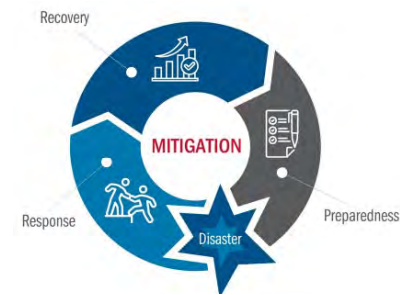 Recovery
MITIGATION
Preparedness
Response
Disaster